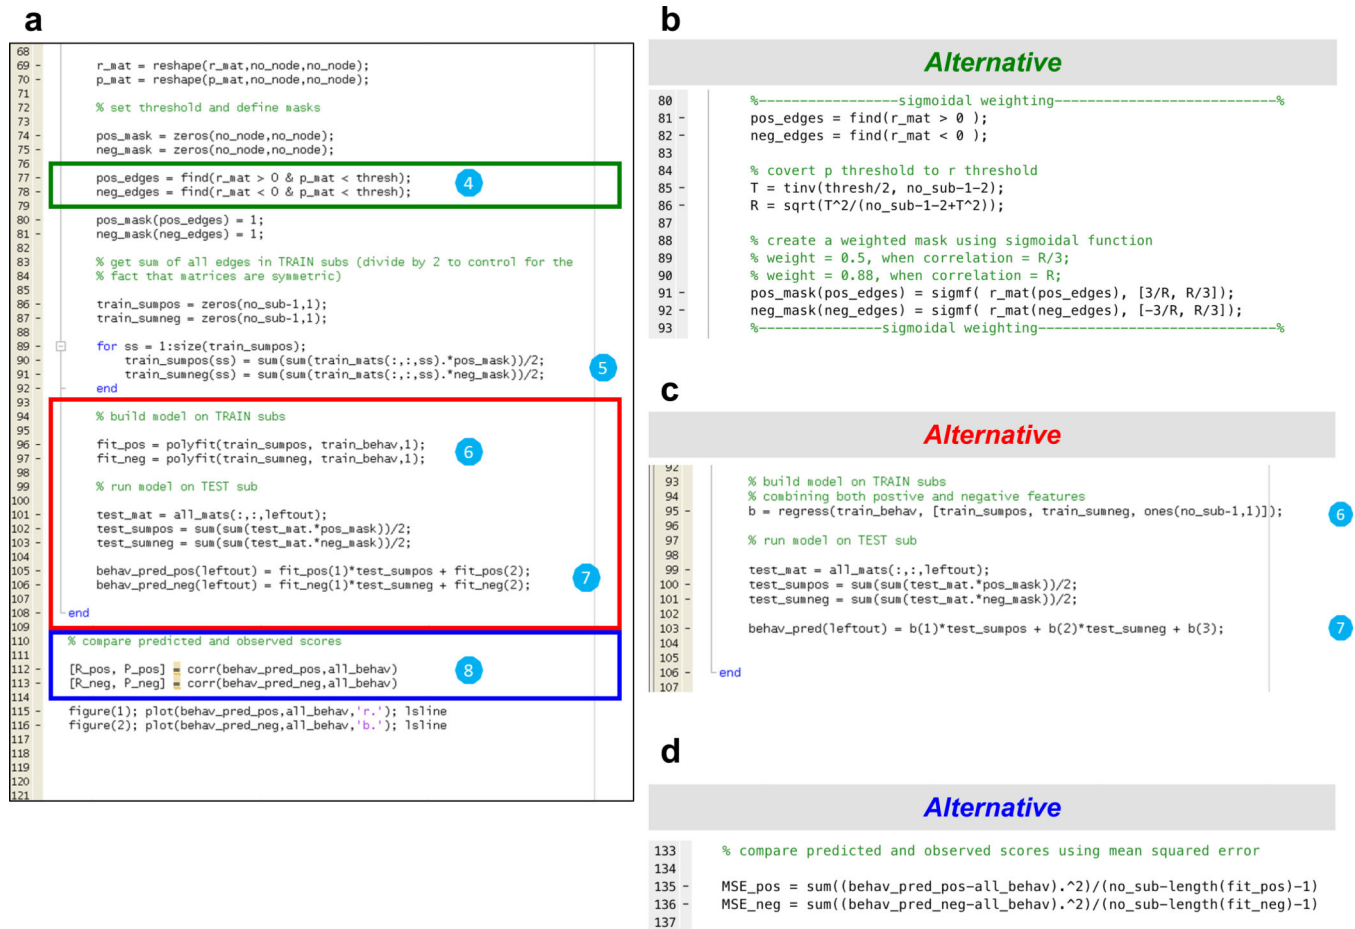 a
68
69 - r_mat = reshape(r_mat,no_node,no_node);
70 - p_mat = reshape(p_mat,no_node,no_node);
71
72 % set threshold and define masks
73
74 - pos_mask = zeros(no_node,no_node);
75 - neg_mask = zeros(no_node,no_node);
76
77 - pos_edges = find(r_mat > 0 & p_mat < thresh);
4
78 - neg_edges = find(r_mat < 0 & p_mat < thresh);
79
80 - pos_mask(pos_edges) = 1;
81 - neg_mask(neg_edges) = 1;
82
83 % get sum of all edges in TRAIN subs (divide by 2 to control for the
84 % fact that matrices are symmetric)
85
86 - train_sumpos = zeros(no_sub-1,1);
87 - train_sumneg = zeros(no_sub-1,1);
88
89 - for ss = 1:size(train_sumpos);
90 - train_sumpos(ss) = sum(sum(train_mats(:,:,ss).*pos_mask))/2;
5
91 - train_sumneg(ss) = sum(sum(train_mats(:,:,ss).*neg_mask))/2;
92 - end
93
94 % build model on TRAIN subs
95
96 - fit_pos = polyfit(train_sumpos, train_behav,1);
6
97 - fit_neg = polyfit(train_sumneg, train_behav,1);
98
99 % run model on TEST sub
100
101 - test_mat = all_mats(:,:,leftout);
102 - test_sumpos = sum(sum(test_mat.*pos_mask))/2;
103 - test_sumneg = sum(sum(test_mat.*neg_mask))/2;
104
105 - behav_pred_pos(leftout) = fit_pos(1)*test_sumpos + fit_pos(2);
7
106 - behav_pred_neg(leftout) = fit_neg(1)*test_sumneg + fit_neg(2);
107
108 - end
109
110 % compare predicted and observed scores
111
112 - [R_pos, P_pos] = corr(behav_pred_pos,all_behav)
8
113 - [R_neg, P_neg] = corr(behav_pred_neg,all_behav)
114
115 - figure(1); plot(behav_pred_pos,all_behav,'r.'); lsline
116 - figure(2); plot(behav_pred_neg,all_behav,'b.'); lsline
117
118
119
120
121
b
Alternative
80 %-----------------sigmoidal weighting---------------------------%
81 - pos_edges = find(r_mat > 0 );
82 - neg_edges = find(r_mat < 0 );
83
84 % covert p threshold to r threshold
85 - T = tinv(thresh/2, no_sub-1-2);
86 - R = sqrt(T^2/(no_sub-1-2+T^2));
87
88 % create a weighted mask using sigmoidal function
89 % weight = 0.5, when correlation = R/3;
90 % weight = 0.88, when correlation = R;
91 - pos_mask(pos_edges) = sigmf( r_mat(pos_edges), [3/R, R/3]);
92 - neg_mask(neg_edges) = sigmf( r_mat(neg_edges), [-3/R, R/3]);
93 %---------------sigmoidal weighting-----------------------------%
c
Alternative
92
93 % build model on TRAIN subs
94 % combining both postive and negative features
95 - b = regress(train_behav, [train_sumpos, train_sumneg, ones(no_sub-1,1)]);
6
96
97 % run model on TEST sub
98
99 - test_mat = all_mats(:,:,leftout);
100 - test_sumpos = sum(sum(test_mat.*pos_mask))/2;
101 - test_sumneg = sum(sum(test_mat.*neg_mask))/2;
102
103 - behav_pred(leftout) = b(1)*test_sumpos + b(2)*test_sumneg + b(3);
7
104
105
106 - end
107
d
Alternative
133 % compare predicted and observed scores using mean squared error
134
135 - MSE_pos = sum((behav_pred_pos-all_behav).^2)/(no_sub-length(fit_pos)-1)
136 - MSE_neg = sum((behav_pred_neg-all_behav).^2)/(no_sub-length(fit_neg)-1)
137